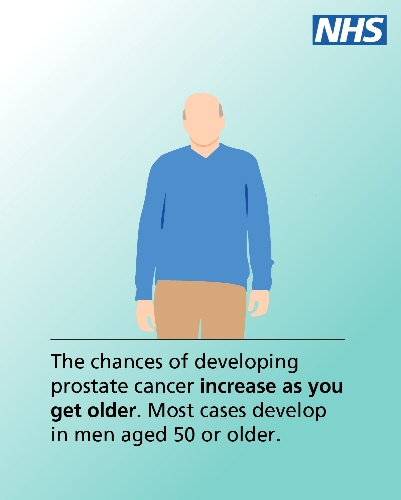 NHS
The chances of developing
prostate cancer increase as you
get older. Most cases develop
in men aged 50 or older.